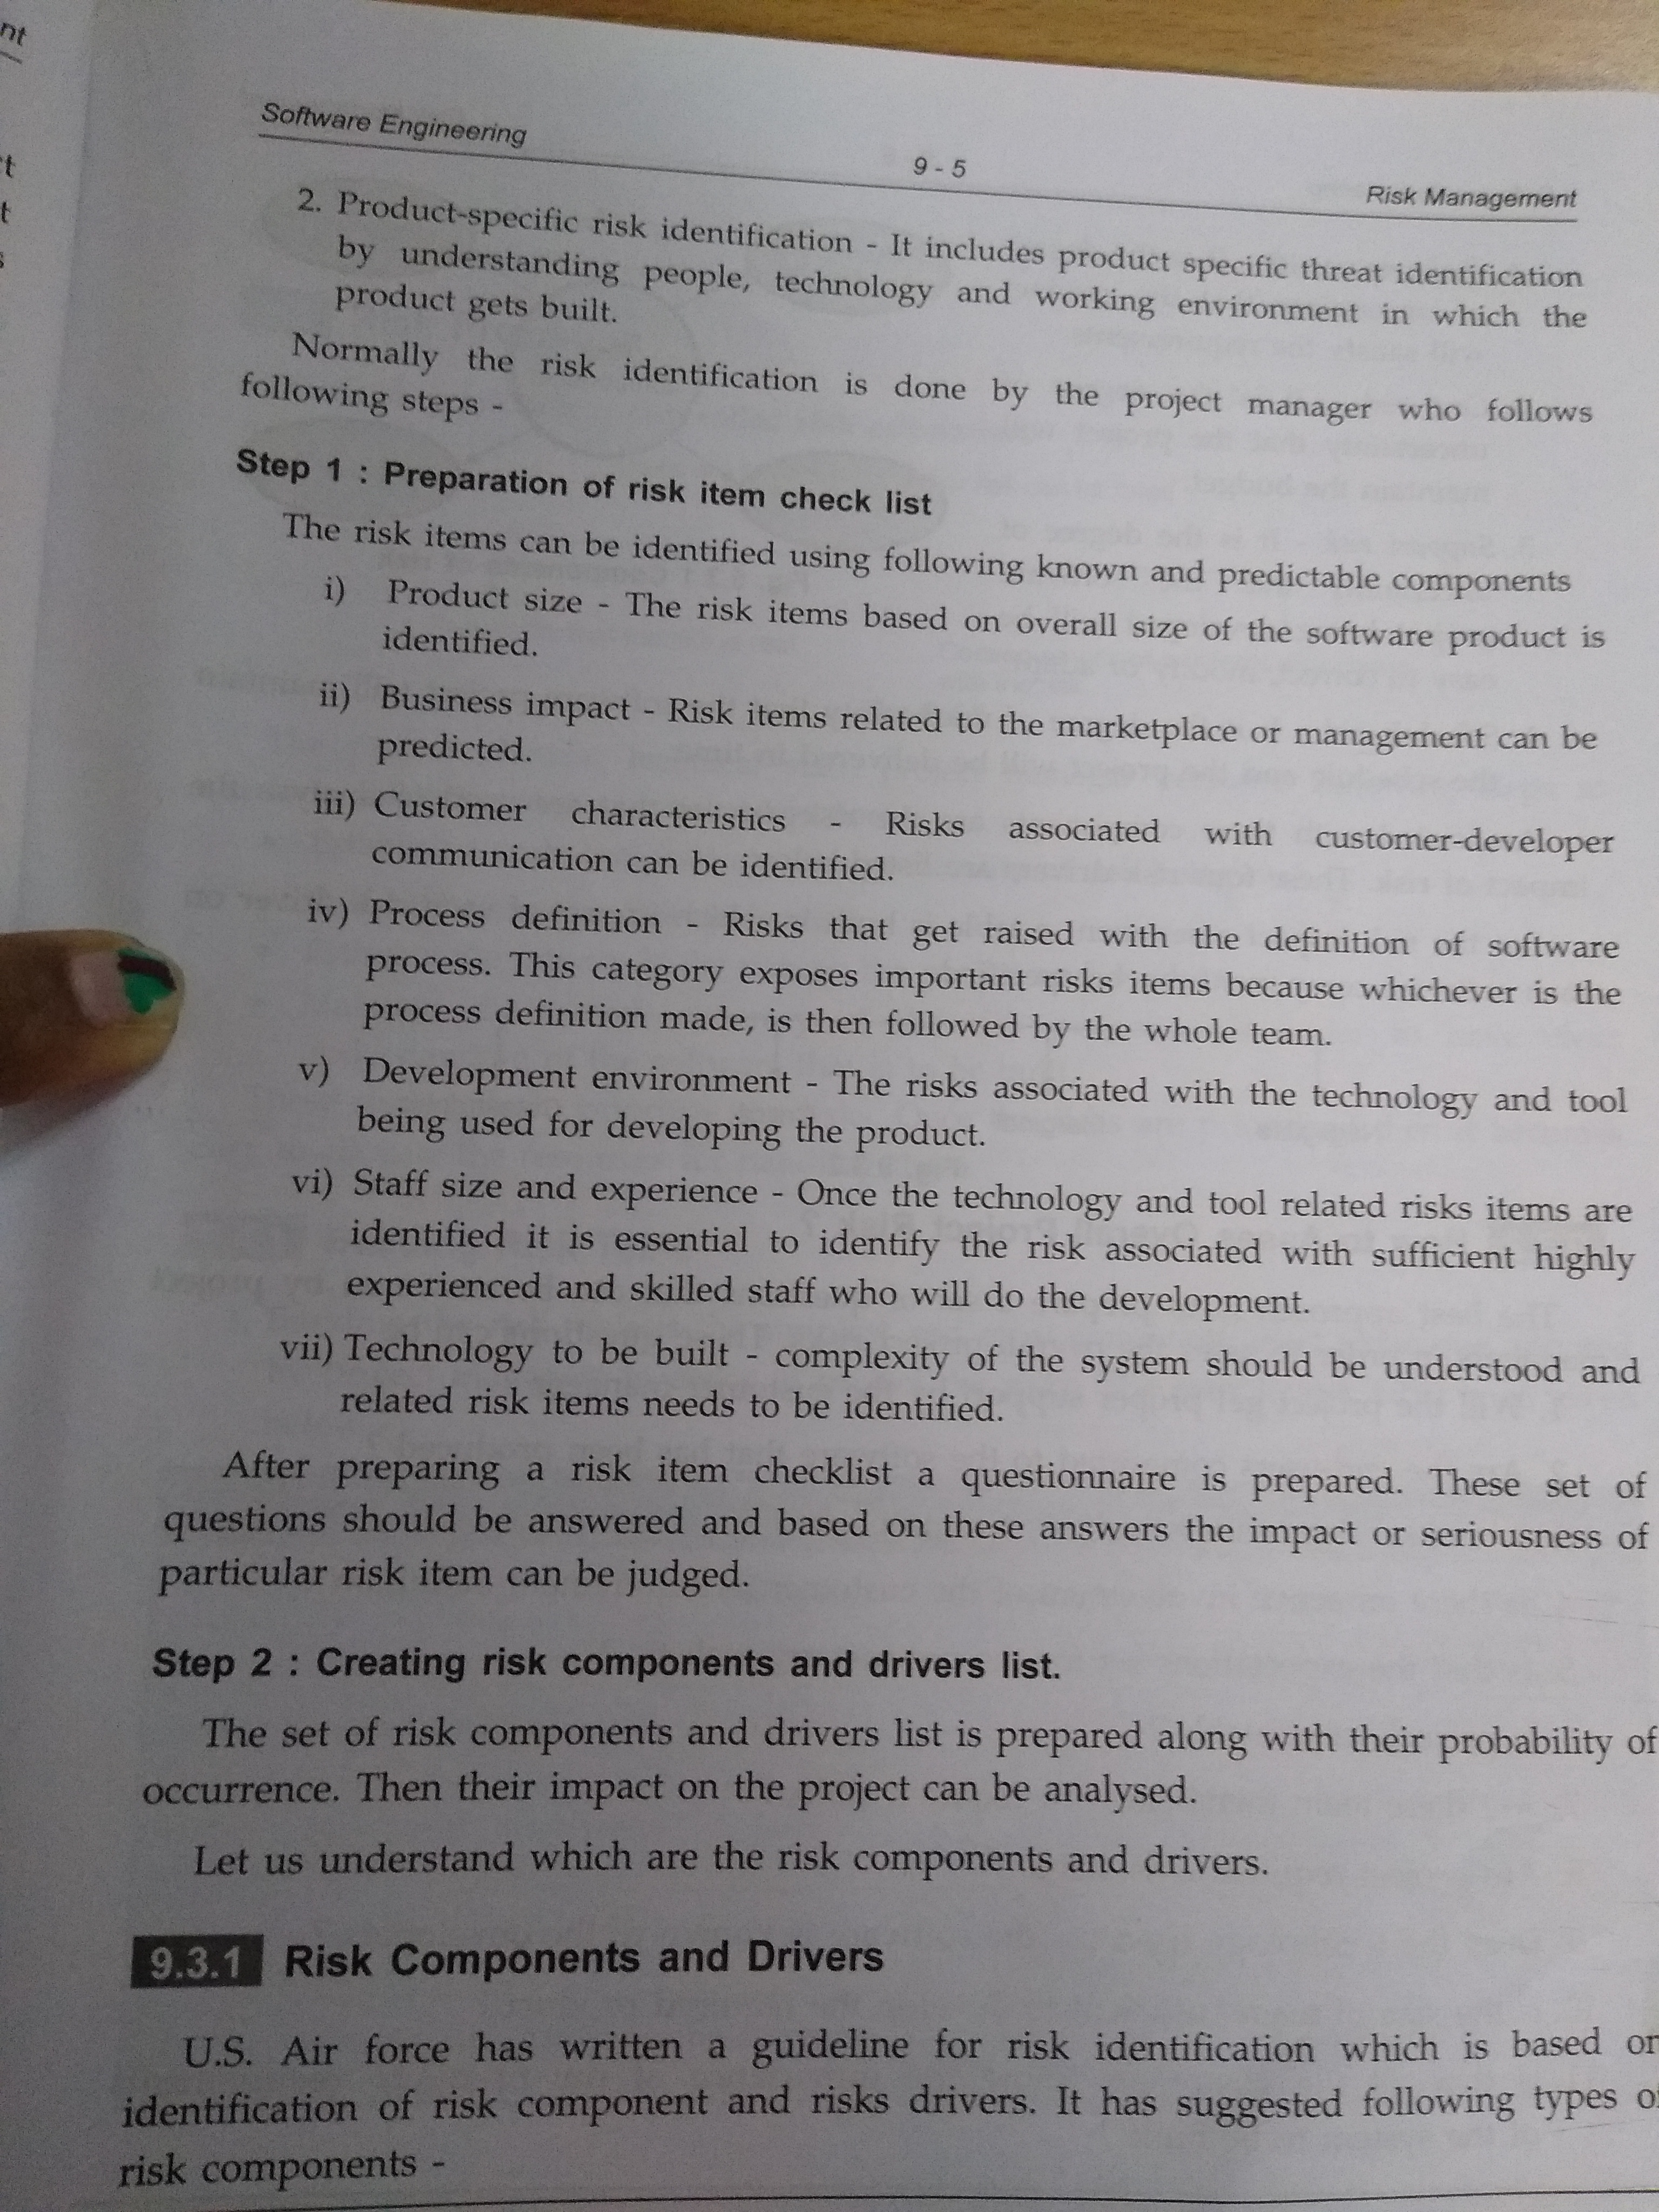 nt
t
t
s
Software Engineering
9 - 5
Risk Management
2. Product-specific risk identification - It includes product specific threat identification
by understanding people, technology and working environment in which the
product gets built.
Normally the risk identification is done by the project manager who follows
following steps -
Step 1 : Preparation of risk item check list
The risk items can be identified using following known and predictable components
i) Product size - The risk items based on overall size of the software product is
identified.
ii) Business impact - Risk items related to the marketplace or management can be
predicted.
iii) Customer characteristics - Risks associated with customer-developer
communication can be identified.
iv) Process definition - Risks that get raised with the definition of software
process. This category exposes important risks items because whichever is the
process definition made, is then followed by the whole team.
v) Development environment - The risks associated with the technology and tool
being used for developing the product.
vi) Staff size and experience - Once the technology and tool related risks items are
identified it is essential to identify the risk associated with sufficient highly
experienced and skilled staff who will do the development.
vii) Technology to be built - complexity of the system should be understood and
related risk items needs to be identified.
After preparing a risk item checklist a questionnaire is prepared. These set of
questions should be answered and based on these answers the impact or seriousness of
particular risk item can be judged.
Step 2 : Creating risk components and drivers list.
The set of risk components and drivers list is prepared along with their probability of
occurrence. Then their impact on the project can be analysed.
Let us understand which are the risk components and drivers.
9.3.1 Risk Components and Drivers
U.S. Air force has written a guideline for risk identification which is based on
identification of risk component and risks drivers. It has suggested following types of
risk components -